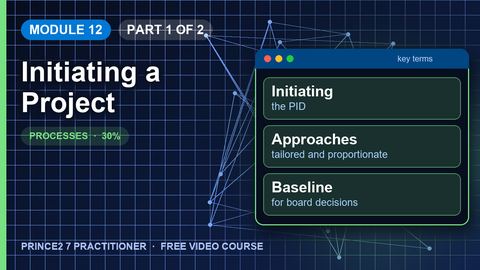 MODULE 12
PART 1 OF 2
Initiating a
Project
PROCESSES · 30%
key terms
Initiating
the PID
Approaches
tailored and proportionate
Baseline
for board decisions
PRINCE2 7 PRACTITIONER · FREE VIDEO COURSE